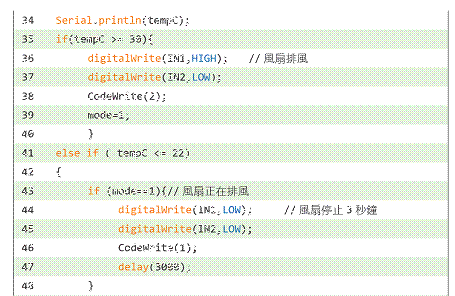 34 Serial.println(tempC);
35 if(tempC >= 30){
36 digitalWrite(IN1,HIGH); //風扇排風
37 digitalWrite(IN2,LOW);
38 CodeWrite(2);
39 mode=1;
40 }
41 else if ( tempC <= 22)
42 {
43 if (mode==1){//風扇正在排風
44 digitalWrite(IN1,LOW); //風扇停止 3 秒鐘
45 digitalWrite(IN2,LOW);
46 CodeWrite(1);
47 delay(3000);
48 }